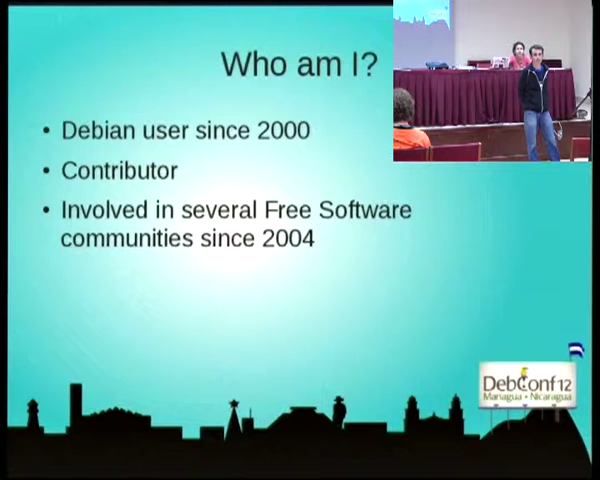 Who am I?
• Debian user since 2000
• Contributor
• Involved in several Free Software
communities since 2004
DebConf12
Managua • Nicaragua